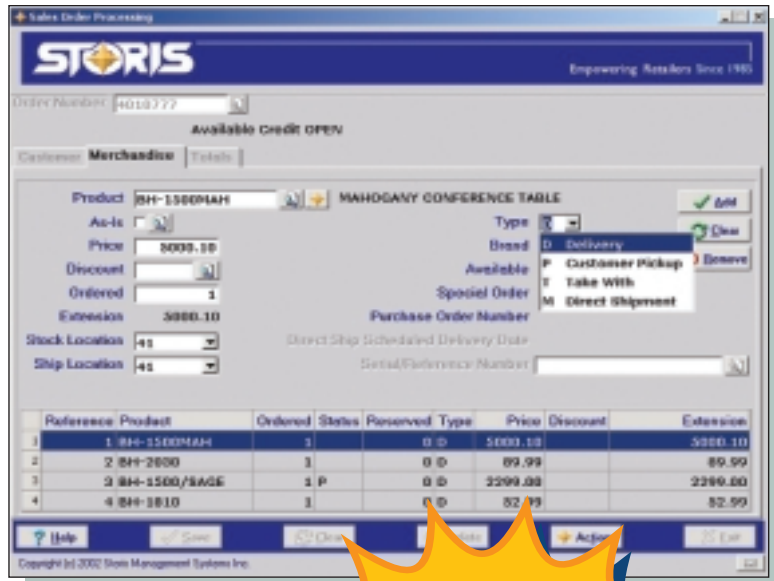 Sales Order Processing
STORIS
Empowering Retailers Since 1985
Order Number 4010777
Available Credit OPEN
Customer Merchandise Totals
Product BH-1500MAH MAHOGANY CONFERENCE TABLE Add
As-Is Type Clear
Price 5000.10 Brand D Delivery Remove
Discount Available P Customer Pickup
Ordered 1 Special Order T Take With
M Direct Shipment
Extension 5000.10 Purchase Order Number
Stock Location 41 Direct Ship Scheduled Delivery Date
Ship Location 41 Serial/Reference Number
Reference Product Ordered Status Reserved Type Price Discount Extension
1 1 BH-1500MAH 1 0 D 5000.10 5000.10
2 2 BH-2030 1 0 D 89.99 89.99
3 3 BH-1500/SAGE 1 P 0 D 2299.00 2299.00
4 4 BH-1810 1 0 D 82.99 82.99
? Help Save Clear Actions Exit
Copyright (c) 2002 Storis Management Systems Inc.